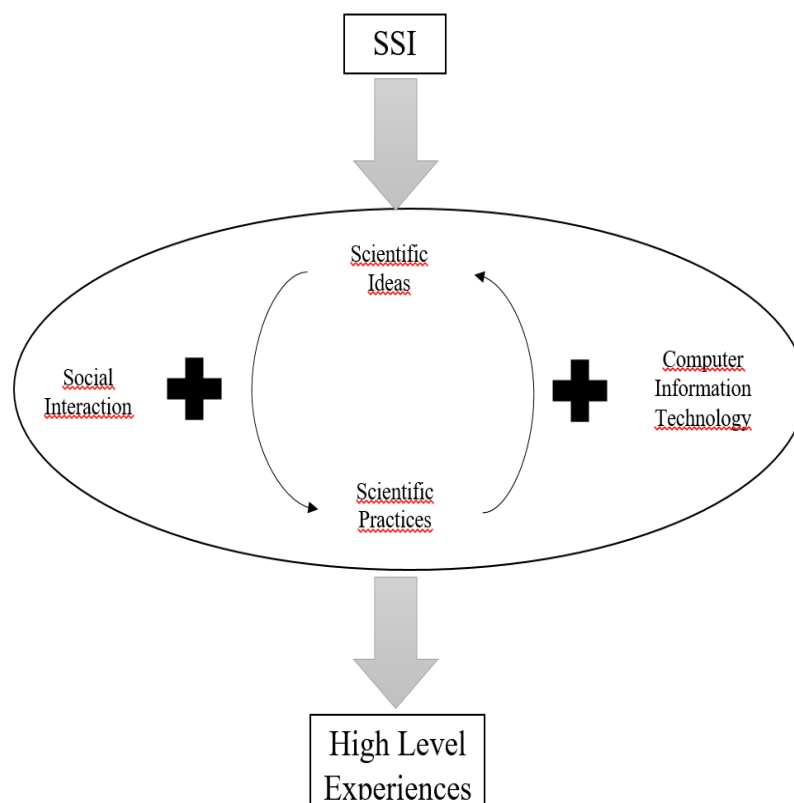 SSI
Scientific
Ideas
Social
Interaction
Computer
Information
Technology
Scientific
Practices
High Level
Experiences